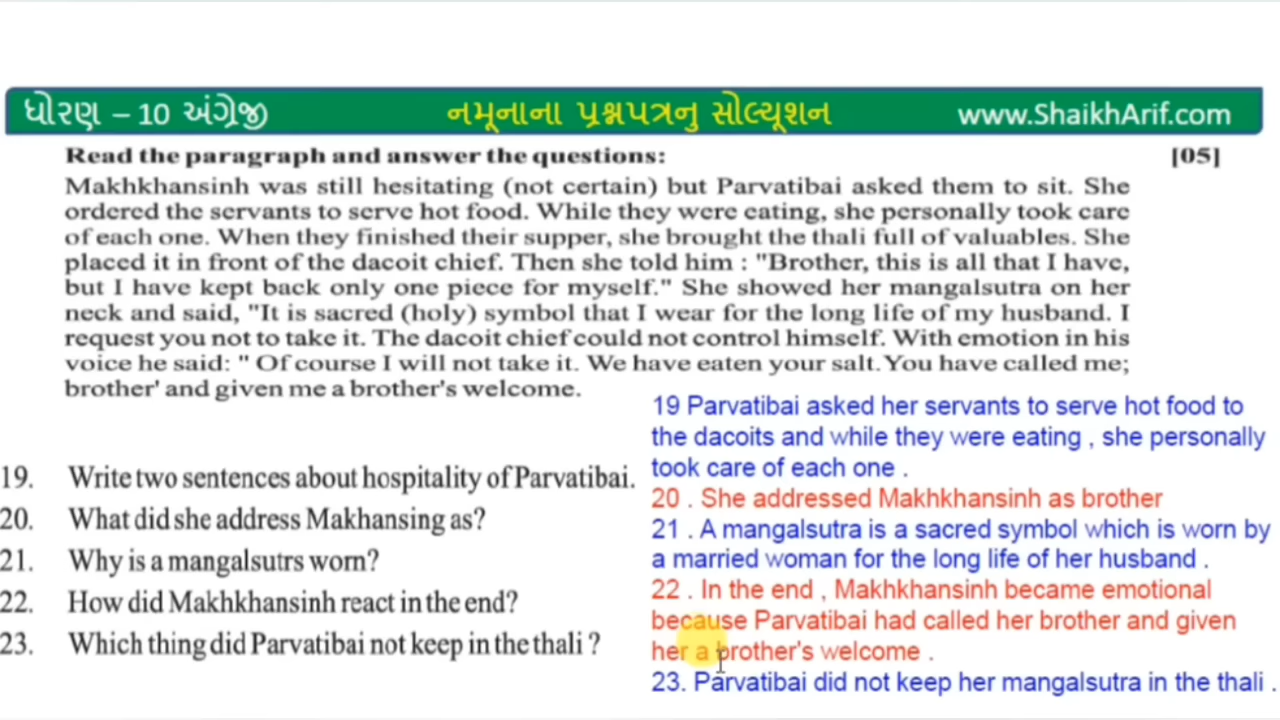 ધોરણ – 10 અંગ્રેજી નમૂનાના પ્રશ્નપત્રનુ સોલ્યૂશન www.ShaikhArif.com
Read the paragraph and answer the questions: [05]
Makhkhansinh was still hesitating (not certain) but Parvatibai asked them to sit. She
ordered the servants to serve hot food. While they were eating, she personally took care
of each one. When they finished their supper, she brought the thali full of valuables. She
placed it in front of the dacoit chief. Then she told him : "Brother, this is all that I have,
but I have kept back only one piece for myself." She showed her mangalsutra on her
neck and said, "It is sacred (holy) symbol that I wear for the long life of my husband. I
request you not to take it. The dacoit chief could not control himself. With emotion in his
voice he said: " Of course I will not take it. We have eaten your salt. You have called me;
brother' and given me a brother's welcome.
19. Write two sentences about hospitality of Parvatibai.
20. What did she address Makhansing as?
21. Why is a mangalsutrs worn?
22. How did Makhkhansinh react in the end?
23. Which thing did Parvatibai not keep in the thali ?
19 Parvatibai asked her servants to serve hot food to
the dacoits and while they were eating , she personally
took care of each one .
20 . She addressed Makhkhansinh as brother
21 . A mangalsutra is a sacred symbol which is worn by
a married woman for the long life of her husband .
22 . In the end , Makhkhansinh became emotional
because Parvatibai had called her brother and given
her a brother's welcome .
23. Parvatibai did not keep her mangalsutra in the thali .